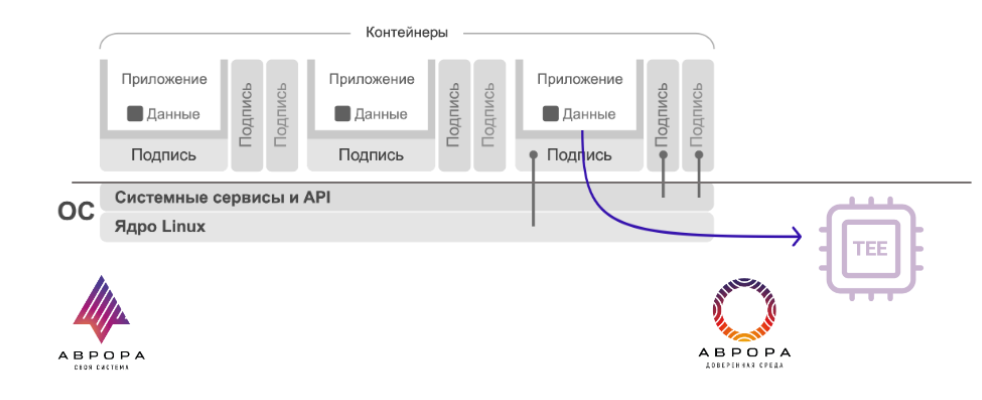 Контейнеры
Приложение
Данные
Подпись
Подпись
Подпись
Приложение
Данные
Подпись
Подпись
Подпись
Приложение
Данные
Подпись
Подпись
Подпись
ОС
Системные сервисы и API
Ядро Linux
TEE
АВРОРА
СВОЯ СИСТЕМА
АВРОРА
ДОВЕРЕННАЯ СРЕДА